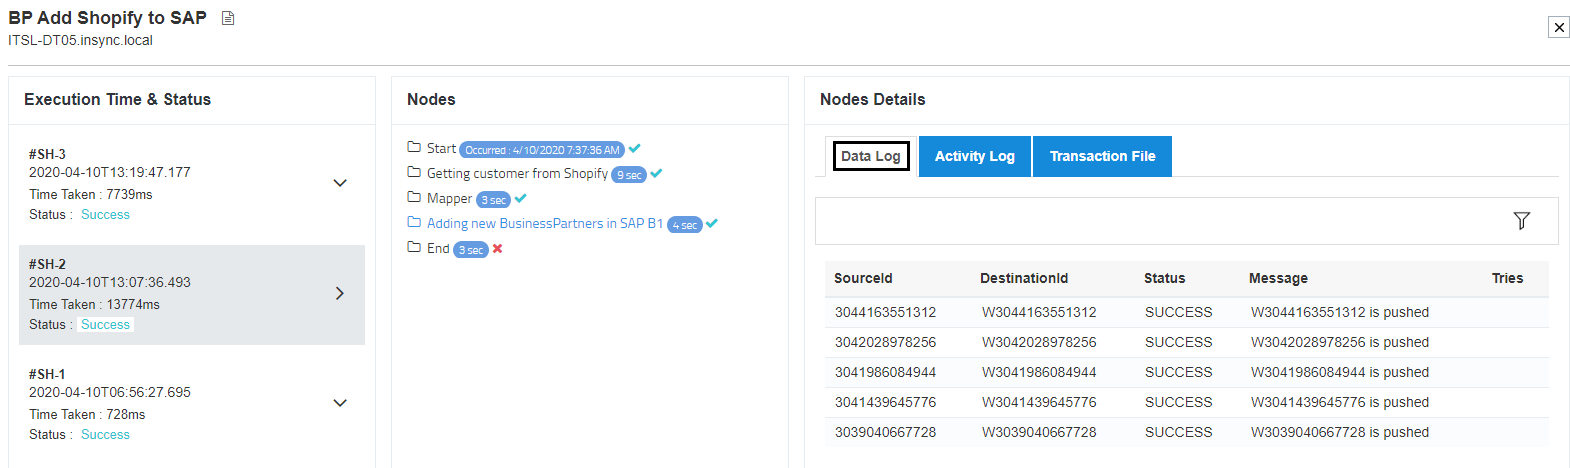 BP Add Shopify to SAP
ITSL-DT05.insync.local
Execution Time & Status
#SH-3
2020-04-10T13:19:47.177
Time Taken : 7739ms
Status : Success
#SH-2
2020-04-10T13:07:36.493
Time Taken : 13774ms
Status : Success
#SH-1
2020-04-10T06:56:27.695
Time Taken : 728ms
Status : Success
Nodes
Start Occurred : 4/10/2020 7:37:36 AM
Getting customer from Shopify 9 sec
Mapper 3 sec
Adding new BusinessPartners in SAP B1 4 sec
End 3 sec
Nodes Details
Data Log Activity Log Transaction File
SourceId DestinationId Status Message Tries
3044163551312 W3044163551312 SUCCESS W3044163551312 is pushed
3042028978256 W3042028978256 SUCCESS W3042028978256 is pushed
3041986084944 W3041986084944 SUCCESS W3041986084944 is pushed
3041439645776 W3041439645776 SUCCESS W3041439645776 is pushed
3039040667728 W3039040667728 SUCCESS W3039040667728 is pushed